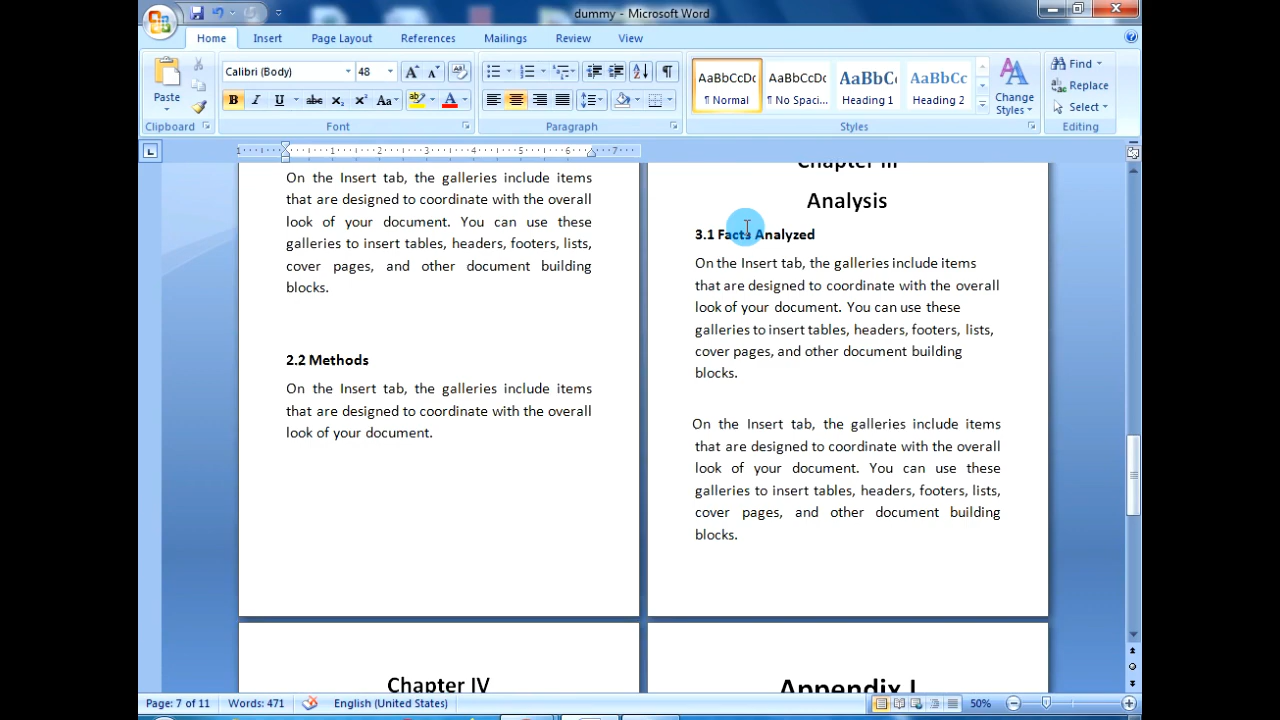 dummy - Microsoft Word
Home Insert Page Layout References Mailings Review View
Paste
Calibri (Body) 48
AaBbCcDc AaBbCcDc AaBbC AaBbCc
¶ Normal ¶ No Spaci... Heading 1 Heading 2
Change Styles
Find
Replace
Select
Clipboard Font Paragraph Styles Editing
On the Insert tab, the galleries include items
that are designed to coordinate with the overall
look of your document. You can use these
galleries to insert tables, headers, footers, lists,
cover pages, and other document building
blocks.
2.2 Methods
On the Insert tab, the galleries include items
that are designed to coordinate with the overall
look of your document.
Chapter III
Analysis
3.1 Facts Analyzed
On the Insert tab, the galleries include items
that are designed to coordinate with the overall
look of your document. You can use these
galleries to insert tables, headers, footers, lists,
cover pages, and other document building
blocks.
On the Insert tab, the galleries include items
that are designed to coordinate with the overall
look of your document. You can use these
galleries to insert tables, headers, footers, lists,
cover pages, and other document building
blocks.
Chapter IV
Appendix I
Page: 7 of 11 Words: 471 English (United States) 50%